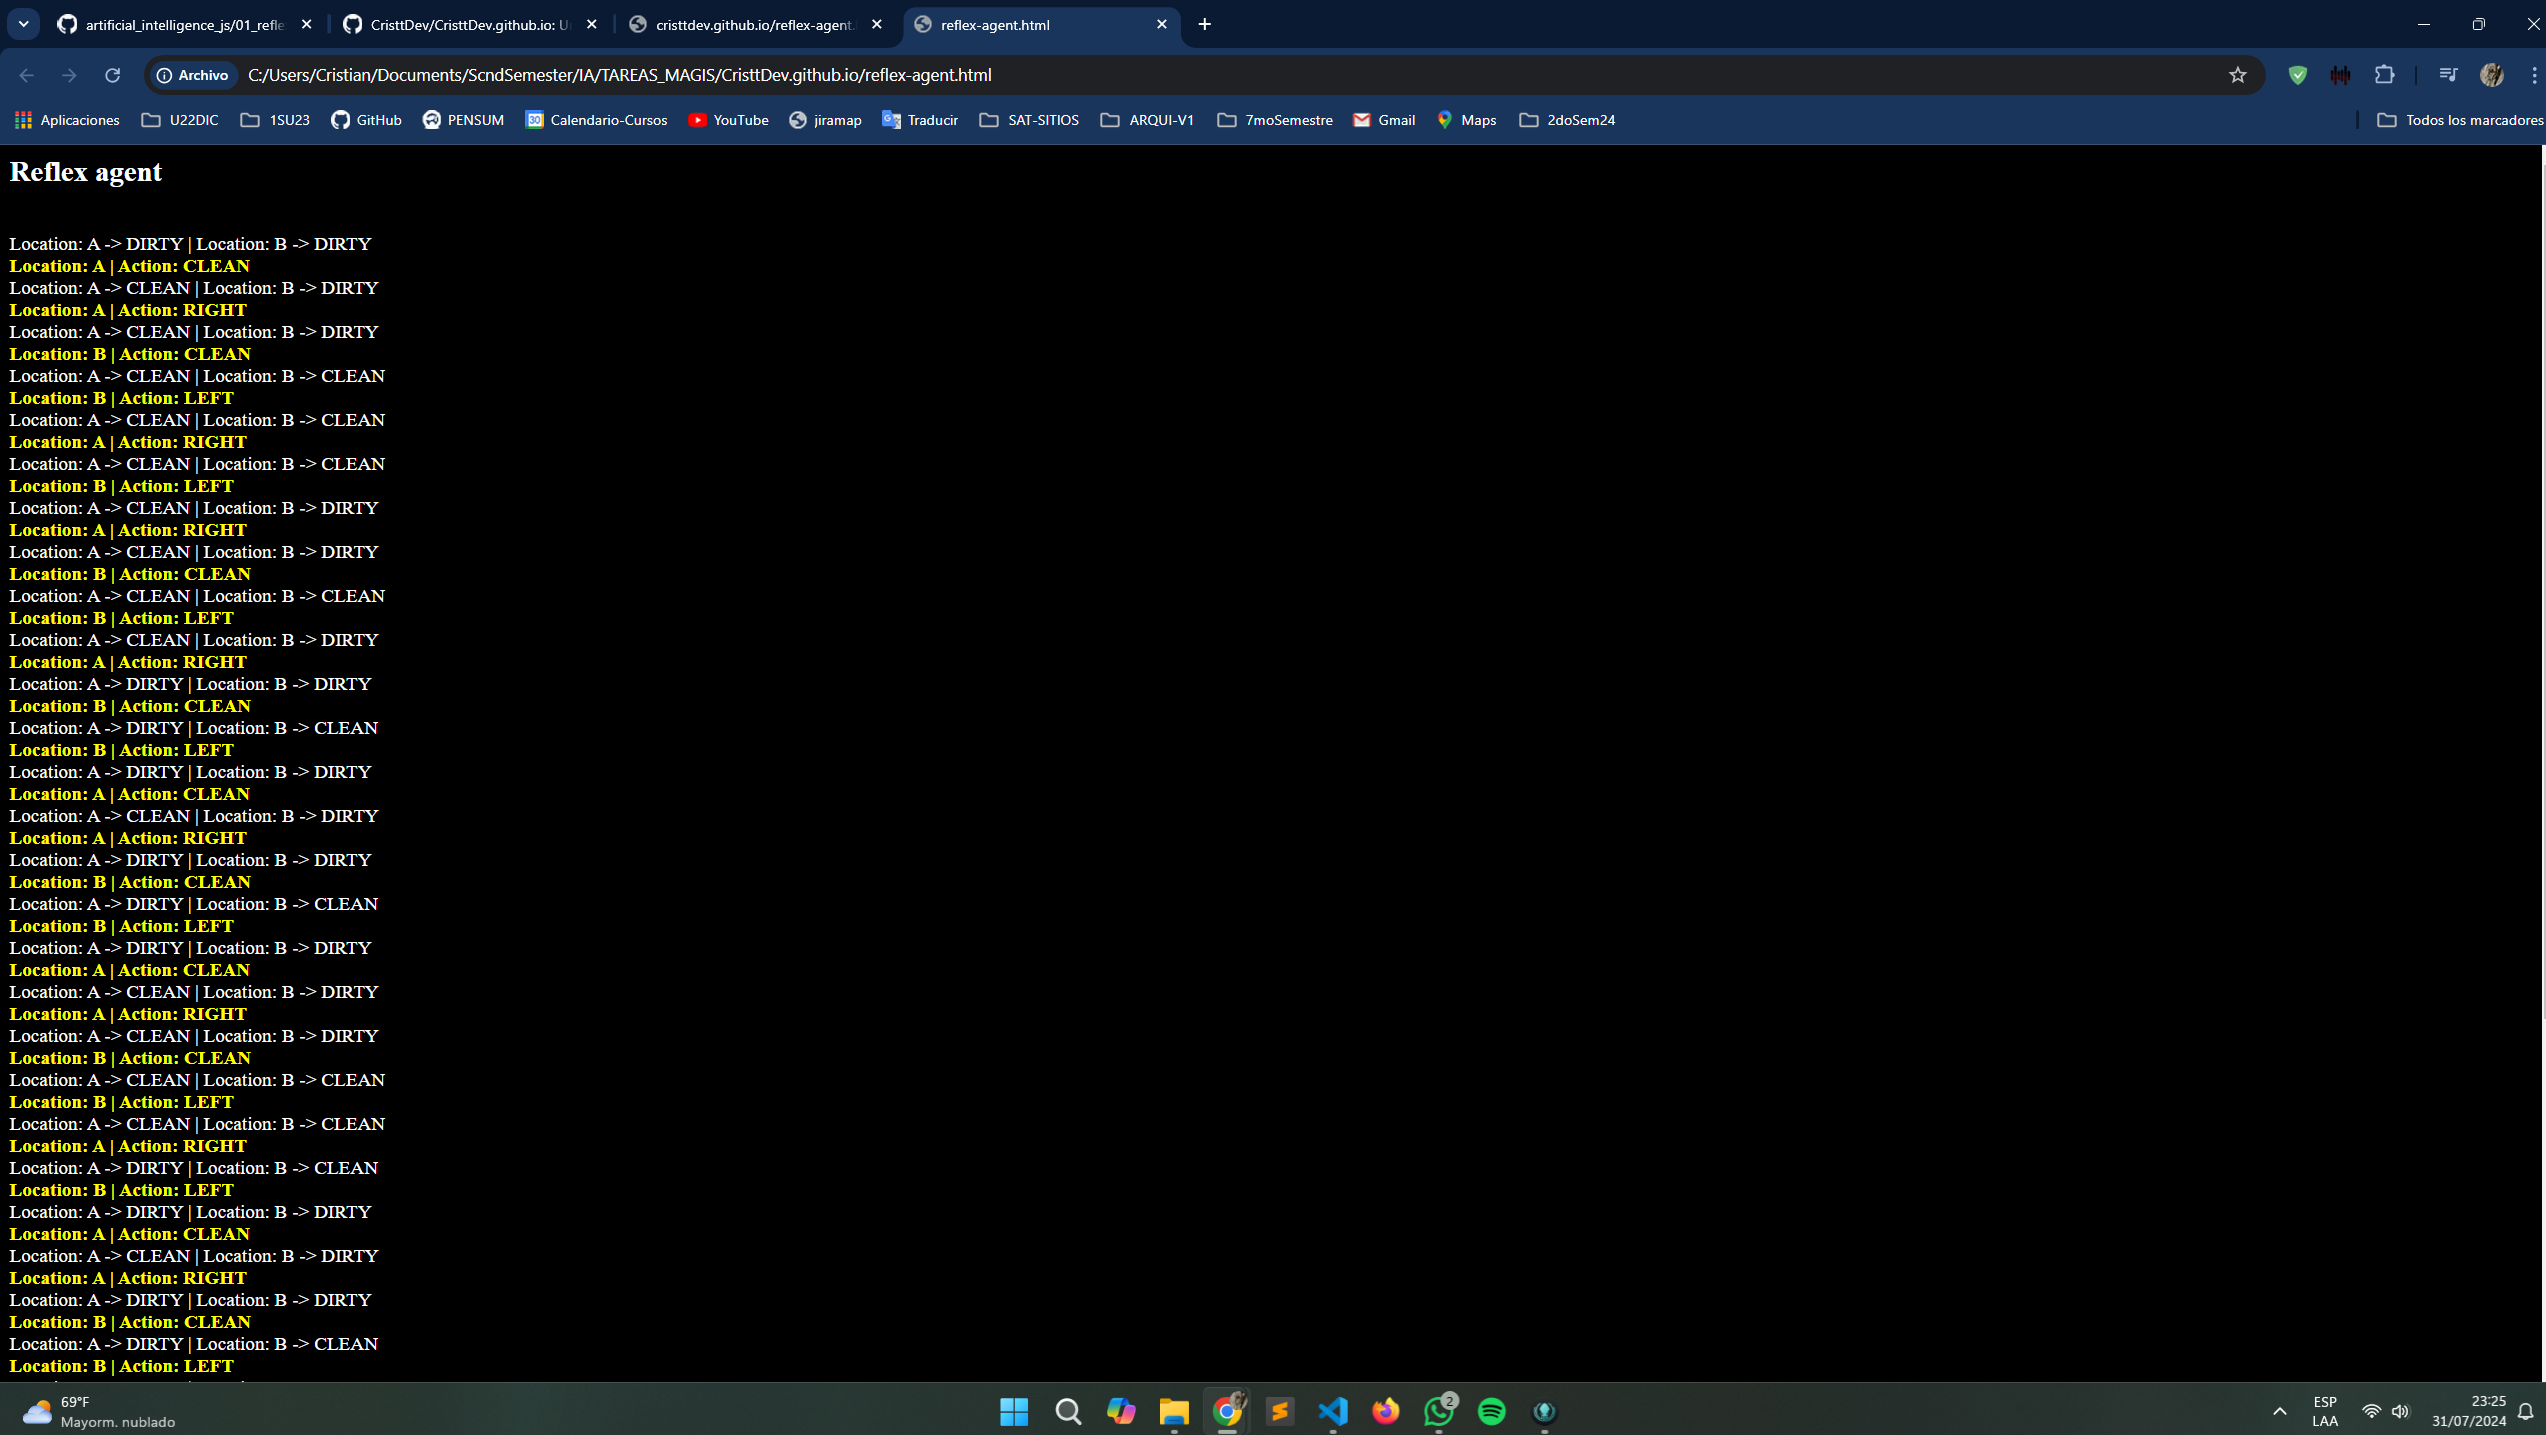 artificial_intelligence_js/01_refle
CristtDev/CristtDev.github.io: U
cristtdev.github.io/reflex-agent.
reflex-agent.html
Archivo
C:/Users/Cristian/Documents/ScndSemester/IA/TAREAS_MAGIS/CristtDev.github.io/reflex-agent.html
Aplicaciones
U22DIC
1SU23
GitHub
PENSUM
Calendario-Cursos
YouTube
jiramap
Traducir
SAT-SITIOS
ARQUI-V1
7moSemestre
Gmail
Maps
2doSem24
Todos los marcadores
Reflex agent
Location: A -> DIRTY | Location: B -> DIRTY
Location: A | Action: CLEAN
Location: A -> CLEAN | Location: B -> DIRTY
Location: A | Action: RIGHT
Location: A -> CLEAN | Location: B -> DIRTY
Location: B | Action: CLEAN
Location: A -> CLEAN | Location: B -> CLEAN
Location: B | Action: LEFT
Location: A -> CLEAN | Location: B -> CLEAN
Location: A | Action: RIGHT
Location: A -> CLEAN | Location: B -> CLEAN
Location: B | Action: LEFT
Location: A -> CLEAN | Location: B -> DIRTY
Location: A | Action: RIGHT
Location: A -> CLEAN | Location: B -> DIRTY
Location: B | Action: CLEAN
Location: A -> CLEAN | Location: B -> CLEAN
Location: B | Action: LEFT
Location: A -> CLEAN | Location: B -> DIRTY
Location: A | Action: RIGHT
Location: A -> DIRTY | Location: B -> DIRTY
Location: B | Action: CLEAN
Location: A -> DIRTY | Location: B -> CLEAN
Location: B | Action: LEFT
Location: A -> DIRTY | Location: B -> DIRTY
Location: A | Action: CLEAN
Location: A -> CLEAN | Location: B -> DIRTY
Location: A | Action: RIGHT
Location: A -> DIRTY | Location: B -> DIRTY
Location: B | Action: CLEAN
Location: A -> DIRTY | Location: B -> CLEAN
Location: B | Action: LEFT
Location: A -> DIRTY | Location: B -> DIRTY
Location: A | Action: CLEAN
Location: A -> CLEAN | Location: B -> DIRTY
Location: A | Action: RIGHT
Location: A -> CLEAN | Location: B -> DIRTY
Location: B | Action: CLEAN
Location: A -> CLEAN | Location: B -> CLEAN
Location: B | Action: LEFT
Location: A -> CLEAN | Location: B -> CLEAN
Location: A | Action: RIGHT
Location: A -> DIRTY | Location: B -> CLEAN
Location: B | Action: LEFT
Location: A -> DIRTY | Location: B -> DIRTY
Location: A | Action: CLEAN
Location: A -> CLEAN | Location: B -> DIRTY
Location: A | Action: RIGHT
Location: A -> DIRTY | Location: B -> DIRTY
Location: B | Action: CLEAN
Location: A -> DIRTY | Location: B -> CLEAN
Location: B | Action: LEFT
69°F
Mayorm. nublado
2
ESP
LAA
23:25
31/07/2024